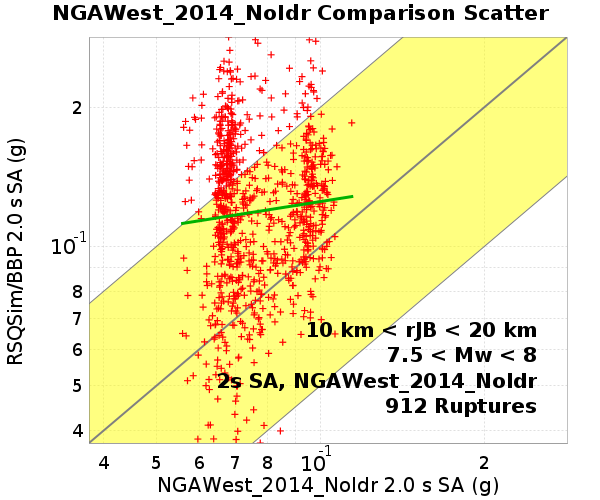 NGAWest_2014_NoIdr Comparison Scatter
RSQSim/BBP 2.0 s SA (g)
2
10-1
8
7
6
5
4
10 km < rJB < 20 km
7.5 < Mw < 8
2s SA, NGAWest_2014_NoIdr
912 Ruptures
4 5 6 7 8 10-1 2
NGAWest_2014_NoIdr 2.0 s SA (g)